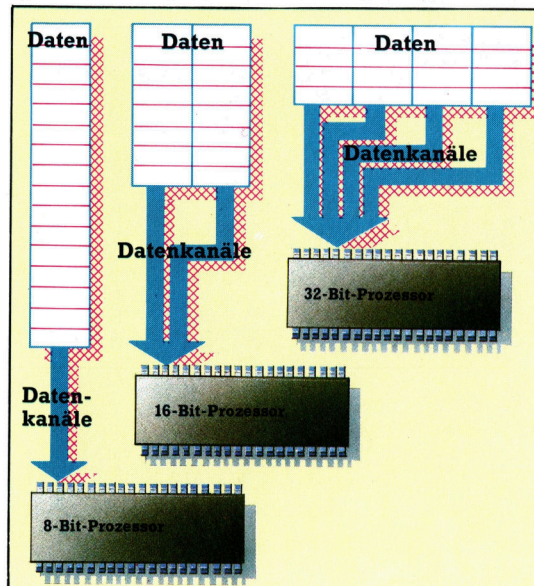 Daten
Daten
Daten
Datenkanäle
Datenkanäle
32-Bit-Prozessor
Daten-
kanäle
16-Bit-Prozessor
8-Bit-Prozessor